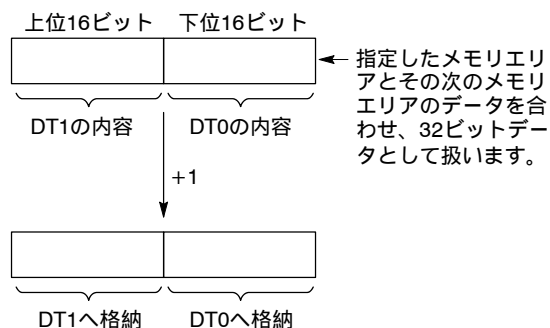 上位16ビット 下位16ビット
指定したメモリエリ
アとその次のメモリ
エリアのデータを合
わせ、32ビットデー
タとして扱います。
DT1の内容 DT0の内容
+1
DT1へ格納 DT0へ格納